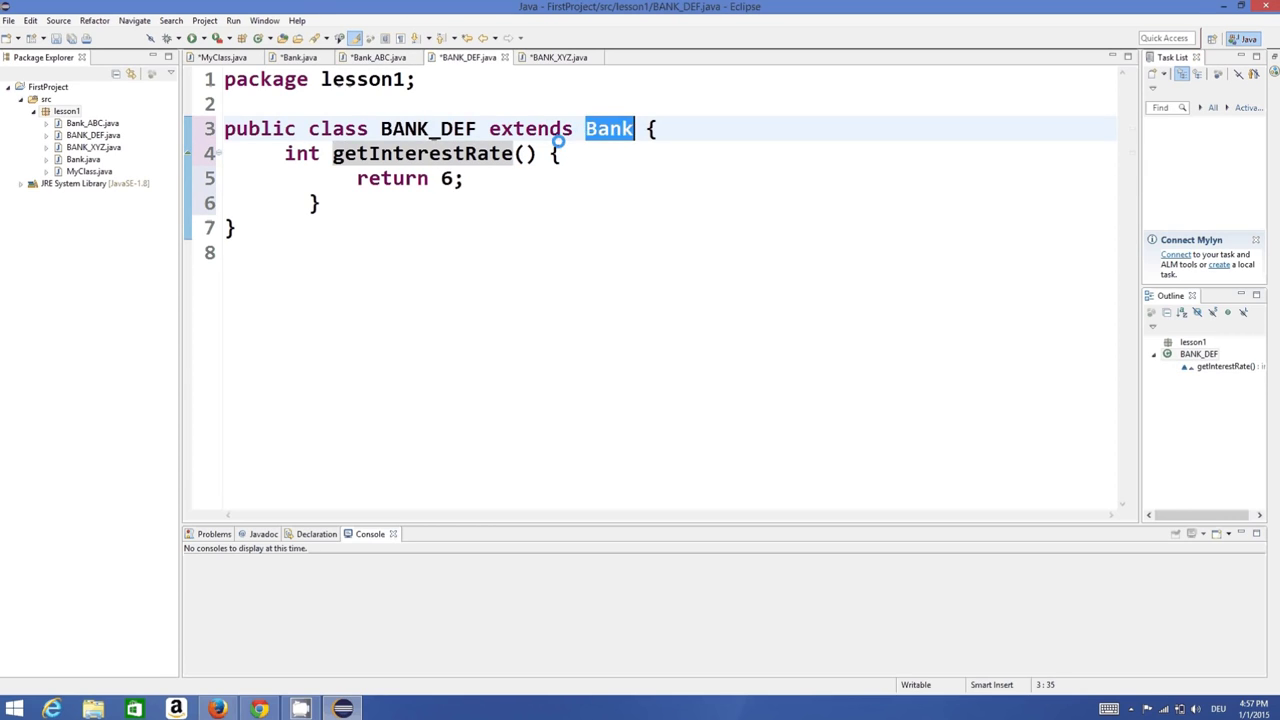 Java - FirstProject/src/lesson1/BANK_DEF.java - Eclipse
File Edit Source Refactor Navigate Search Project Run Window Help
Quick Access
Java
Package Explorer
*MyClass.java
*Bank.java
*Bank_ABC.java
*BANK_DEF.java
*BANK_XYZ.java
Task List
FirstProject
src
lesson1
Bank_ABC.java
BANK_DEF.java
BANK_XYZ.java
Bank.java
MyClass.java
JRE System Library [JavaSE-1.8]
1 package lesson1;
2
3 public class BANK_DEF extends Bank {
4 int getInterestRate() {
5 return 6;
6 }
7 }
8
Find All Activa...
Connect Mylyn
Connect to your task and
ALM tools or create a local
task.
Outline
lesson1
BANK_DEF
getInterestRate() : i
Problems Javadoc Declaration Console
No consoles to display at this time.
Writable Smart Insert 3 : 35
DEU
4:57 PM
1/1/2015